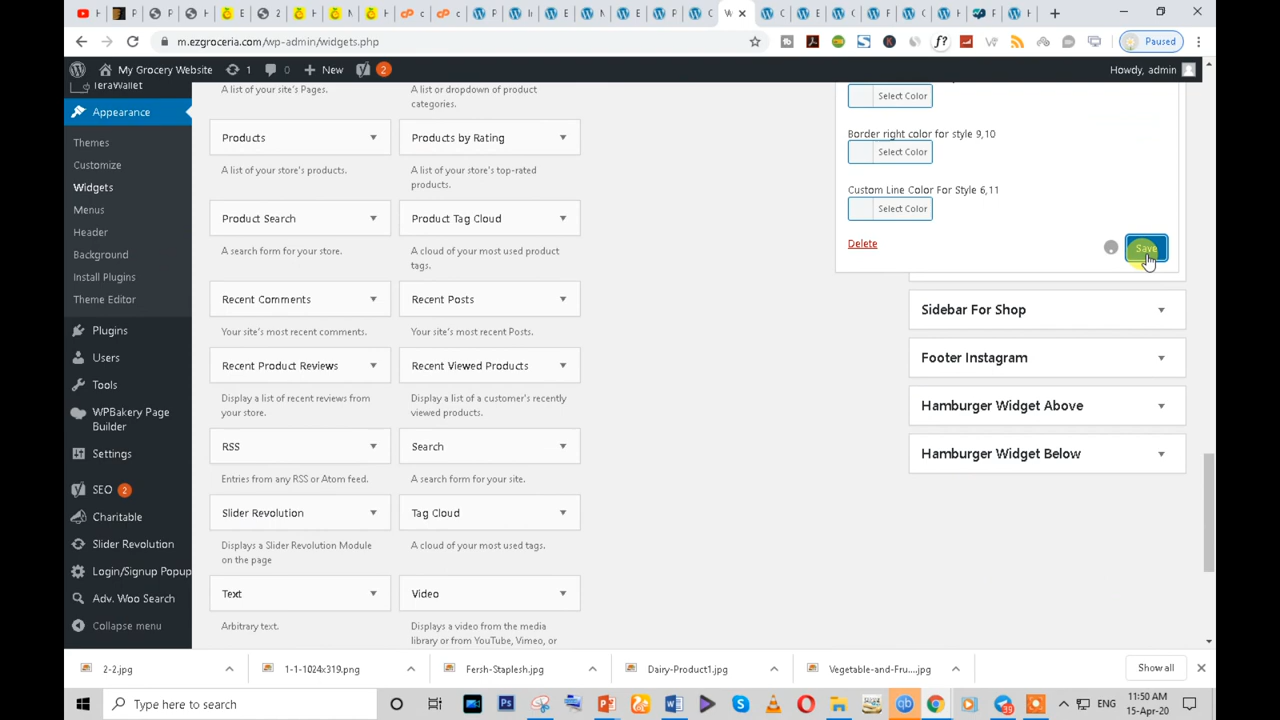 m.ezgroceria.com/wp-admin/widgets.php
Paused
My Grocery Website
1
0
New
2
Howdy, admin
TeraWallet
Appearance
Themes
Customize
Widgets
Menus
Header
Background
Install Plugins
Theme Editor
Plugins
Users
Tools
WPBakery Page
Builder
Settings
SEO 2
Charitable
Slider Revolution
Login/Signup Popup
Adv. Woo Search
Collapse menu
A list of your site's Pages.
A list or dropdown of product
categories.
Products
A list of your store's products.
Products by Rating
A list of your store's top-rated
products.
Product Search
A search form for your store.
Product Tag Cloud
A cloud of your most used product
tags.
Recent Comments
Your site's most recent comments.
Recent Posts
Your site's most recent Posts.
Recent Product Reviews
Display a list of recent reviews from
your store.
Recent Viewed Products
Display a list of a customer's recently
viewed products.
RSS
Entries from any RSS or Atom feed.
Search
A search form for your site.
Slider Revolution
Displays a Slider Revolution Module
on the page
Tag Cloud
A cloud of your most used tags.
Text
Arbitrary text.
Video
Displays a video from the media
library or from YouTube, Vimeo, or
Select Color
Border right color for style 9,10
Select Color
Custom Line Color For Style 6,11
Select Color
Delete
Save
Sidebar For Shop
Footer Instagram
Hamburger Widget Above
Hamburger Widget Below
2-2.jpg
1-1-1024x319.png
Fersh-Staplesh.jpg
Dairy-Product1.jpg
Vegetable-and-Fru....jpg
Show all
Type here to search
39
ENG
11:50 AM
15-Apr-20